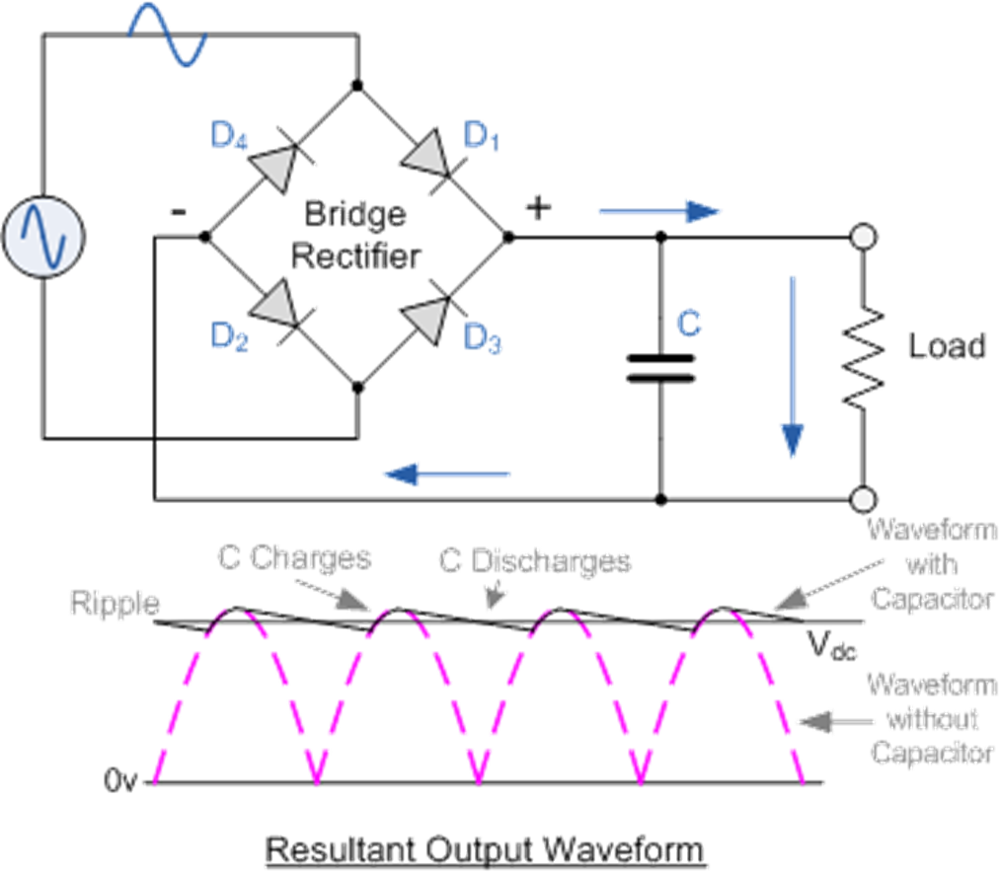 D4
D1
-
+
Bridge
Rectifier
D2
D3
C
Load
C Charges
C Discharges
Waveform
with
Capacitor
Ripple
Vdc
Waveform
without
Capacitor
0v
Resultant Output Waveform